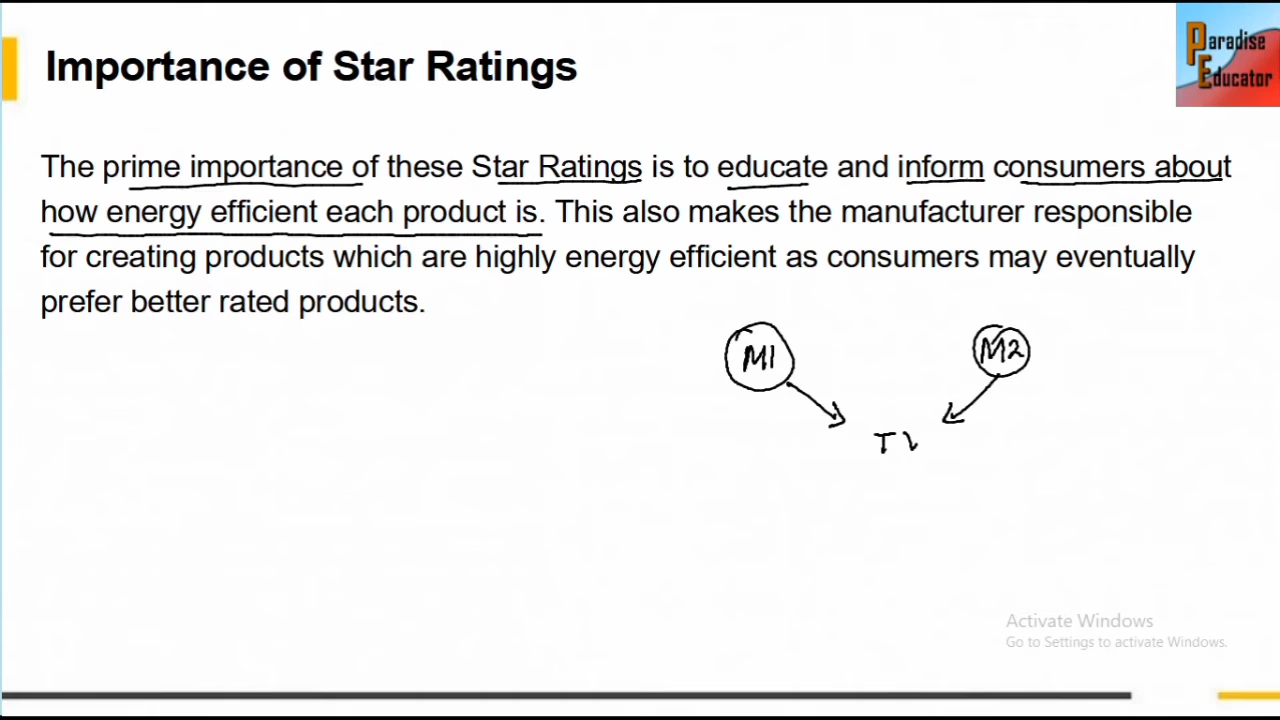 Paradise
Educator
Importance of Star Ratings
The prime importance of these Star Ratings is to educate and inform consumers about
how energy efficient each product is. This also makes the manufacturer responsible
for creating products which are highly energy efficient as consumers may eventually
prefer better rated products.
M1 M2
Activate Windows
Go to Settings to activate Windows.